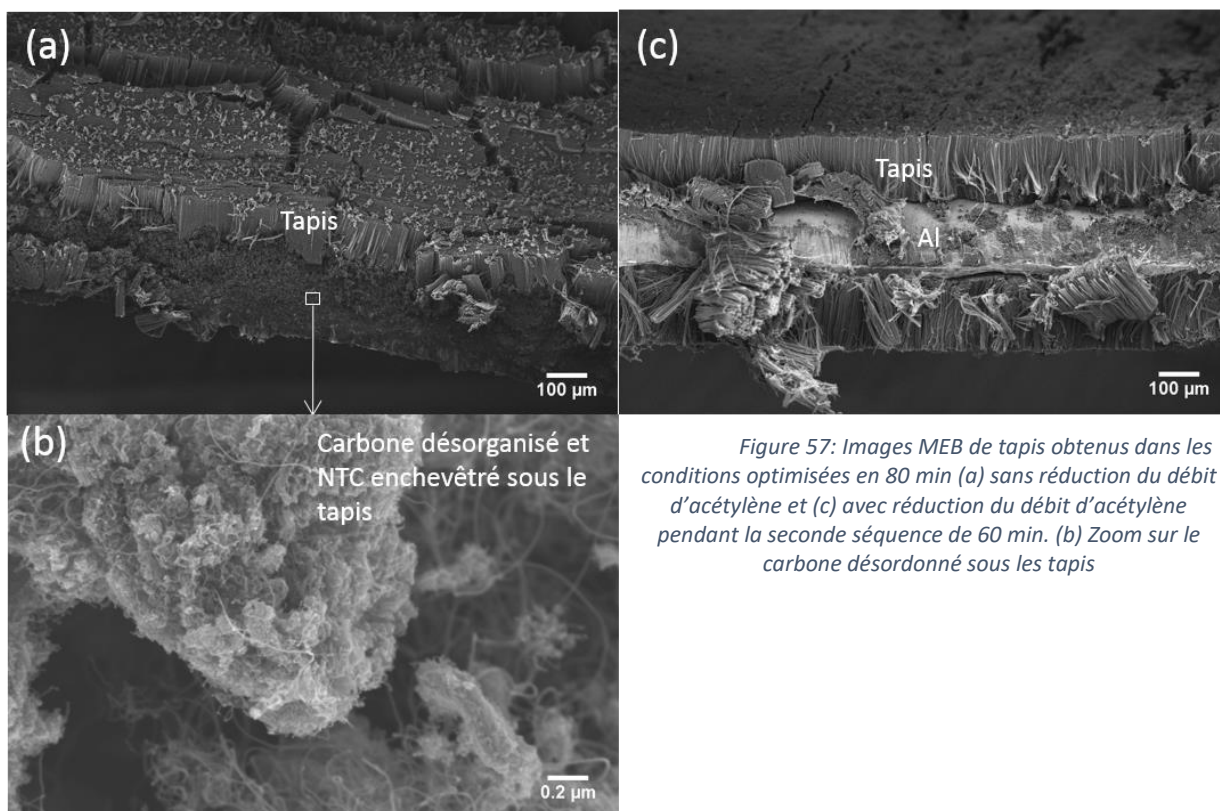 (a)
Tapis
100 µm
(c)
Tapis
Al
100 µm
(b)
Carbone désorganisé et
NTC enchevêtré sous le
tapis
0.2 µm
Figure 57: Images MEB de tapis obtenus dans les
conditions optimisées en 80 min (a) sans réduction du débit
d’acétylène et (c) avec réduction du débit d’acétylène
pendant la seconde séquence de 60 min. (b) Zoom sur le
carbone désordonné sous les tapis